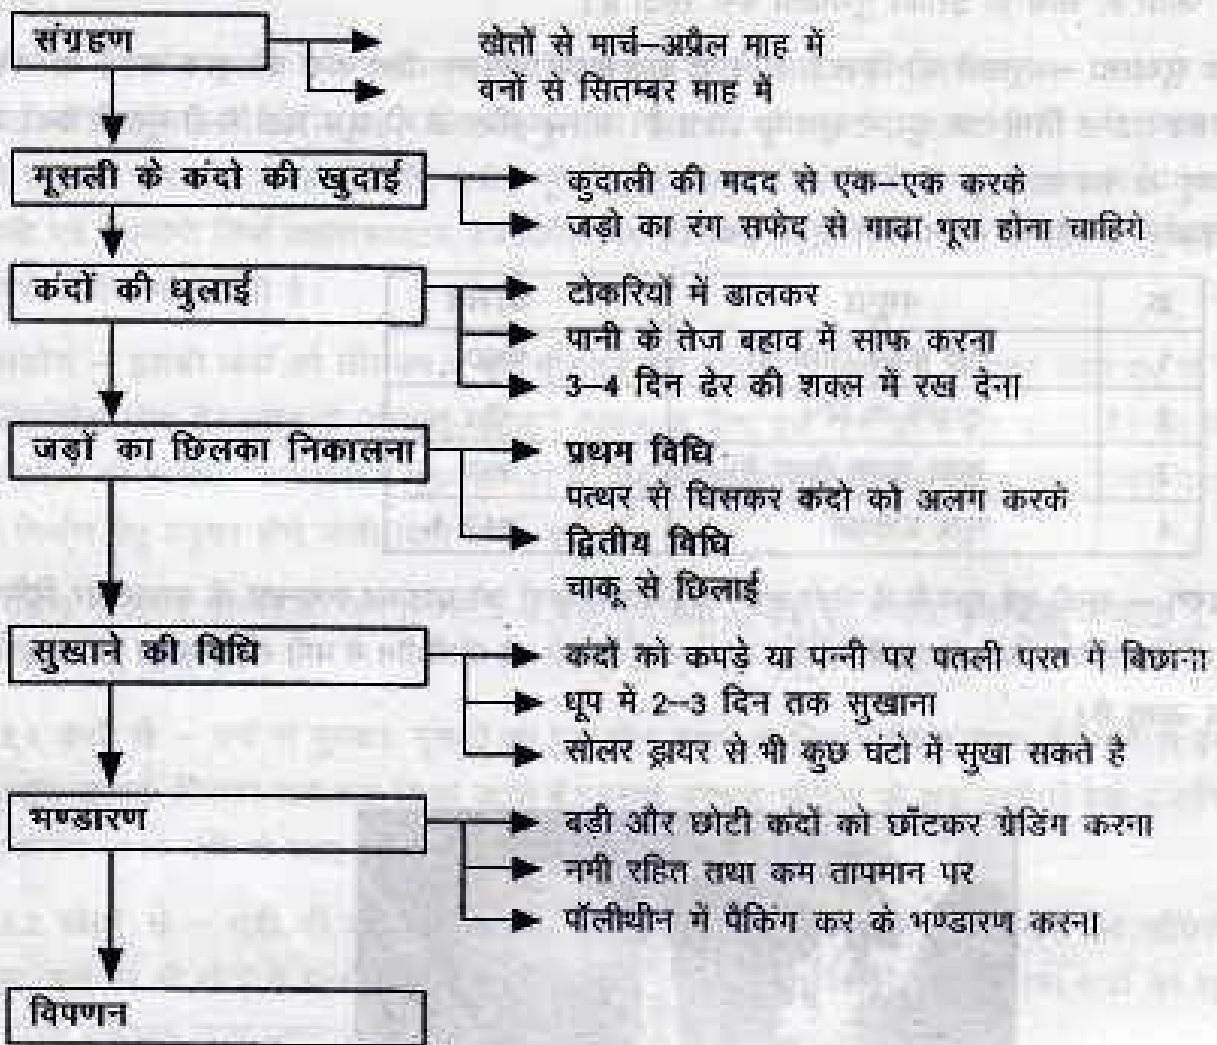 संग्रहण
खेतों से मार्च–अप्रैल माह में
वनों से सितम्बर माह में
मूसली के कंदो की खुदाई
कुदाली की मदद से एक–एक करके
जड़ो का रंग सफेद से गाढा भूरा होना चाहिये
कंदों की धुलाई
टोकरियों में डालकर
पानी के तेज बहाव में साफ करना
3–4 दिन ढेर की शक्ल में रख देना
जड़ों का छिलका निकालना
प्रथम विधि
पत्थर से घिसकर कंदो को अलग करके
द्वितीय विधि
चाकू से छिलाई
सुखाने की विधि
कंदों को कपड़े या पन्नी पर पतली परत में बिछाना
धूप में 2–3 दिन तक सुखाना
सोलर ड्रायर से भी कुछ घंटो में सुखा सकते है
भण्डारण
बडी और छोटी कंदों को छाँटकर ग्रेडिंग करना
नमी रहित तथा कम तापमान पर
पॉलीथीन में पैकिंग कर के भण्डारण करना
विपणन